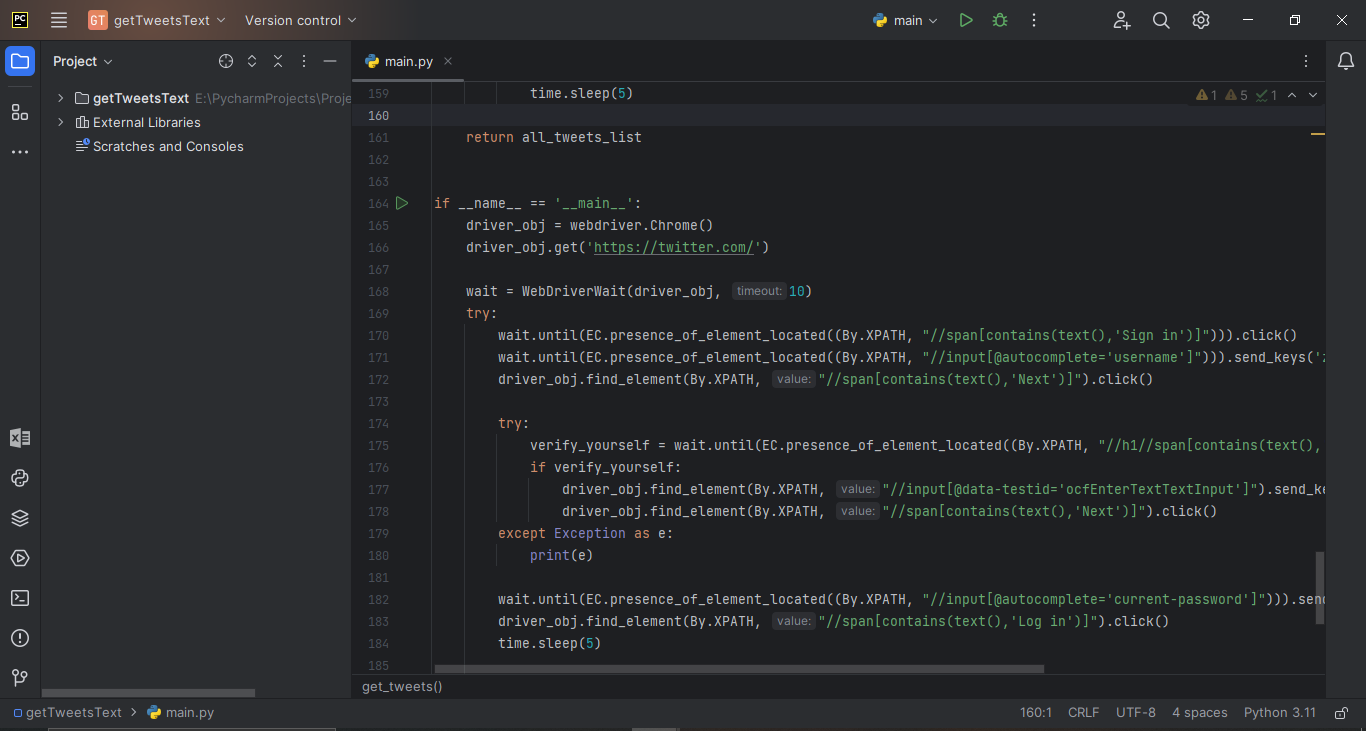 PC GT getTweetsText Version control main
Project
main.py
getTweetsText E:\PycharmProjects\Proje
External Libraries
Scratches and Consoles
1 5 1
159 time.sleep(5)
160
161 return all_tweets_list
162
163
164 if __name__ == '__main__':
165 driver_obj = webdriver.Chrome()
166 driver_obj.get('https://twitter.com/')
167
168 wait = WebDriverWait(driver_obj, timeout: 10)
169 try:
170 wait.until(EC.presence_of_element_located((By.XPATH, "//span[contains(text(),'Sign in')]"))).click()
171 wait.until(EC.presence_of_element_located((By.XPATH, "//input[@autocomplete='username']"))).send_keys('z
172 driver_obj.find_element(By.XPATH, value: "//span[contains(text(),'Next')]").click()
173
174 try:
175 verify_yourself = wait.until(EC.presence_of_element_located((By.XPATH, "//h1//span[contains(text(),
176 if verify_yourself:
177 driver_obj.find_element(By.XPATH, value: "//input[@data-testid='ocfEnterTextTextInput']").send_ke
178 driver_obj.find_element(By.XPATH, value: "//span[contains(text(),'Next')]").click()
179 except Exception as e:
180 print(e)
181
182 wait.until(EC.presence_of_element_located((By.XPATH, "//input[@autocomplete='current-password']"))).sen
183 driver_obj.find_element(By.XPATH, value: "//span[contains(text(),'Log in')]").click()
184 time.sleep(5)
185
get_tweets()
getTweetsText main.py 160:1 CRLF UTF-8 4 spaces Python 3.11